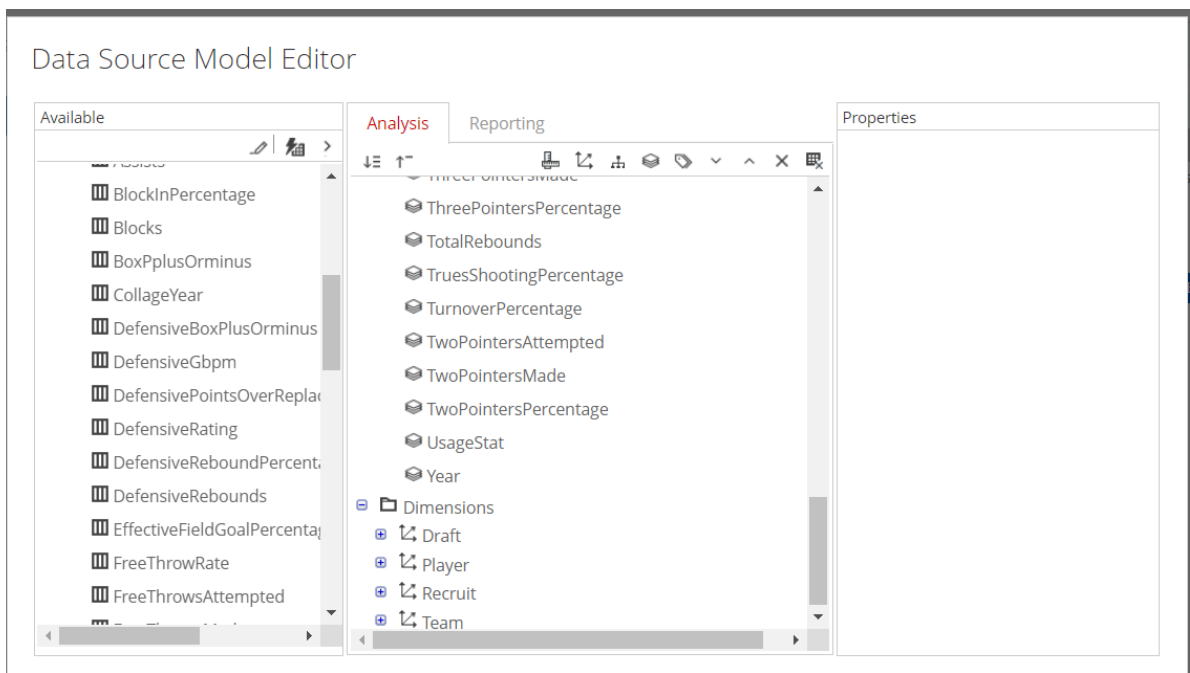 Data Source Model Editor
Available
BlockInPercentage
Blocks
BoxPplusOrminus
CollageYear
DefensiveBoxPlusOrminus
DefensiveGbpm
DefensivePointsOverReplac
DefensiveRating
DefensiveReboundPercenta
DefensiveRebounds
EffectiveFieldGoalPercentag
FreeThrowRate
FreeThrowsAttempted
Analysis
Reporting
ThreePointersMade
ThreePointersPercentage
TotalRebounds
TruesShootingPercentage
TurnoverPercentage
TwoPointersAttempted
TwoPointersMade
TwoPointersPercentage
UsageStat
Year
Dimensions
Draft
Player
Recruit
Team
Properties